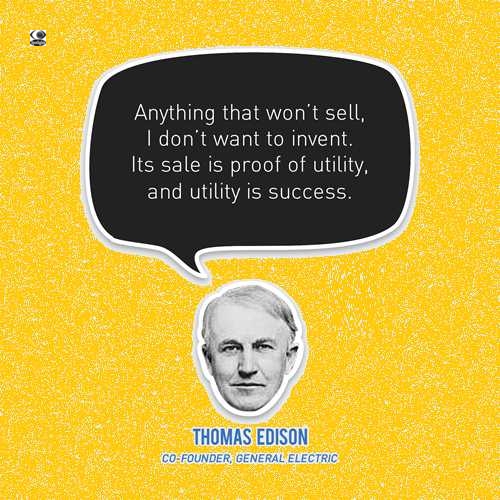 Anything that won't sell,
I don't want to invent.
Its sale is proof of utility,
and utility is success.
THOMAS EDISON
CO-FOUNDER, GENERAL ELECTRIC